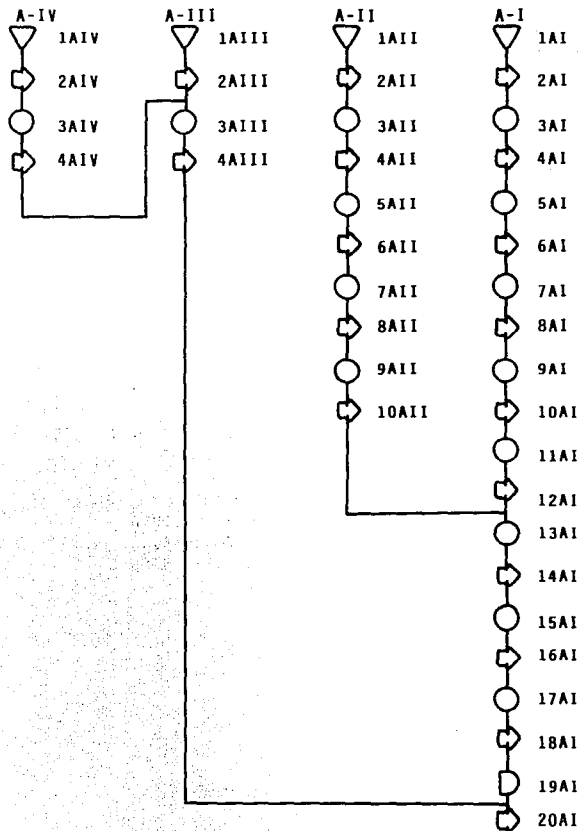 A-IV A-III A-II A-I
1AIV 1AIII 1AII 1AI
2AIV 2AIII 2AII 2AI
3AIV 3AIII 3AII 3AI
4AIV 4AIII 4AII 4AI
5AII 5AI
6AII 6AI
7AII 7AI
8AII 8AI
9AII 9AI
10AII 10AI
11AI
12AI
13AI
14AI
15AI
16AI
17AI
18AI
19AI
20AI